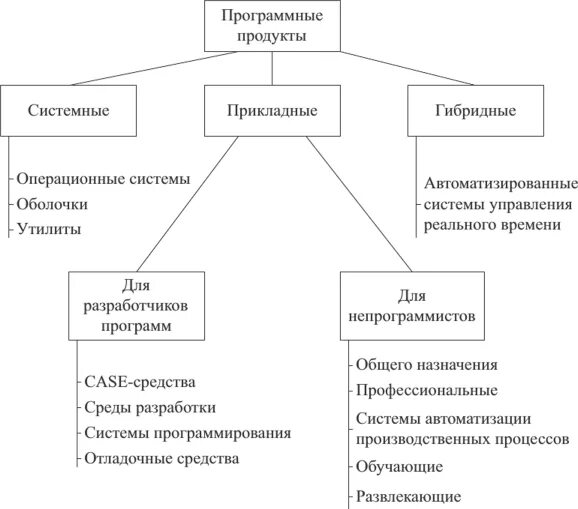 Программные
продукты
Системные
Прикладные
Гибридные
Операционные системы
Оболочки
Утилиты
Автоматизированные
системы управления
реального времени
Для
разработчиков
программ
Для
непрограммистов
CASE-средства
Среды разработки
Системы программирования
Отладочные средства
Общего назначения
Профессиональные
Системы автоматизации
производственных процессов
Обучающие
Развлекающие